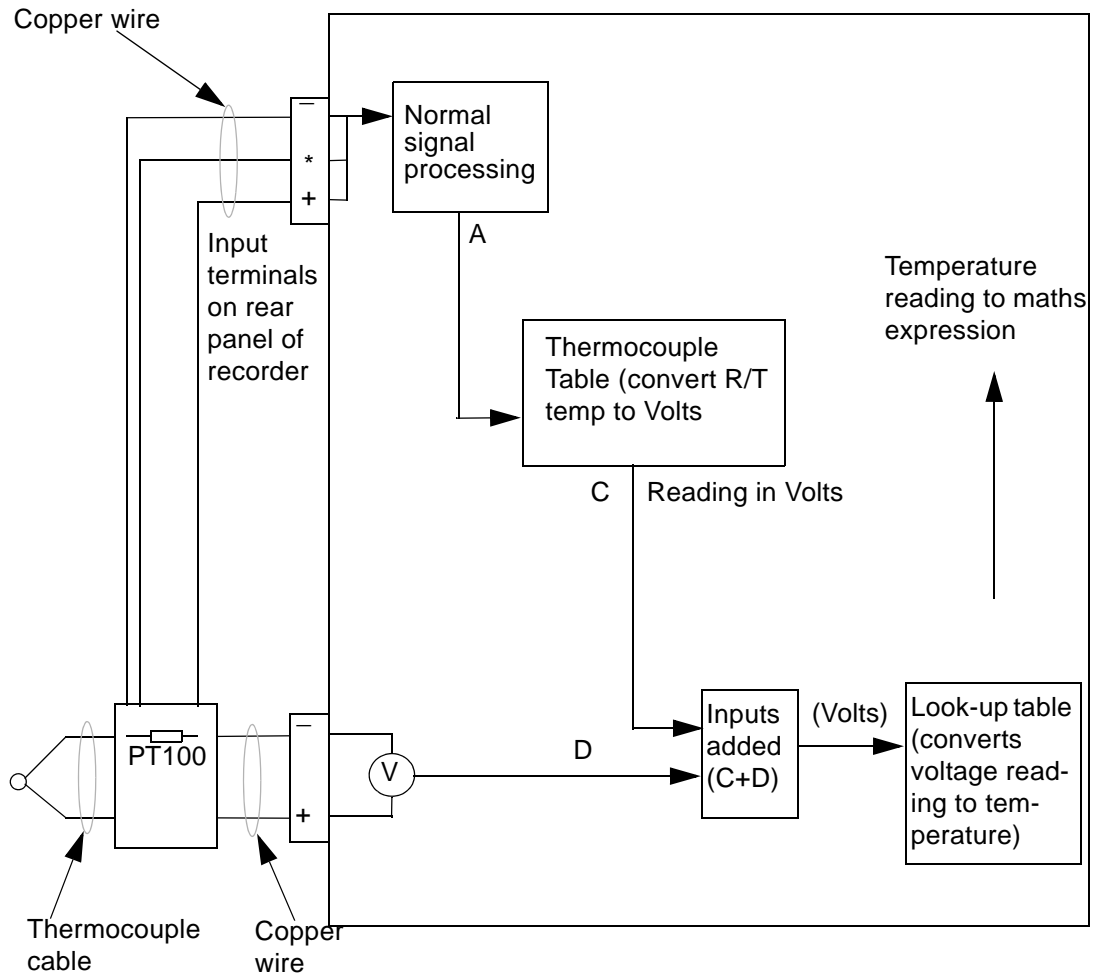 Copper wire
–
*
+
Normal
signal
processing
A
Input
terminals
on rear
panel of
recorder
Temperature
reading to maths
expression
Thermocouple
Table (convert R/T
temp to Volts
C
Reading in Volts
PT100
–
+
V
D
Inputs
added
(C+D)
(Volts)
Look-up table
(converts
voltage read-
ing to tem-
perature)
Thermocouple
cable
Copper
wire